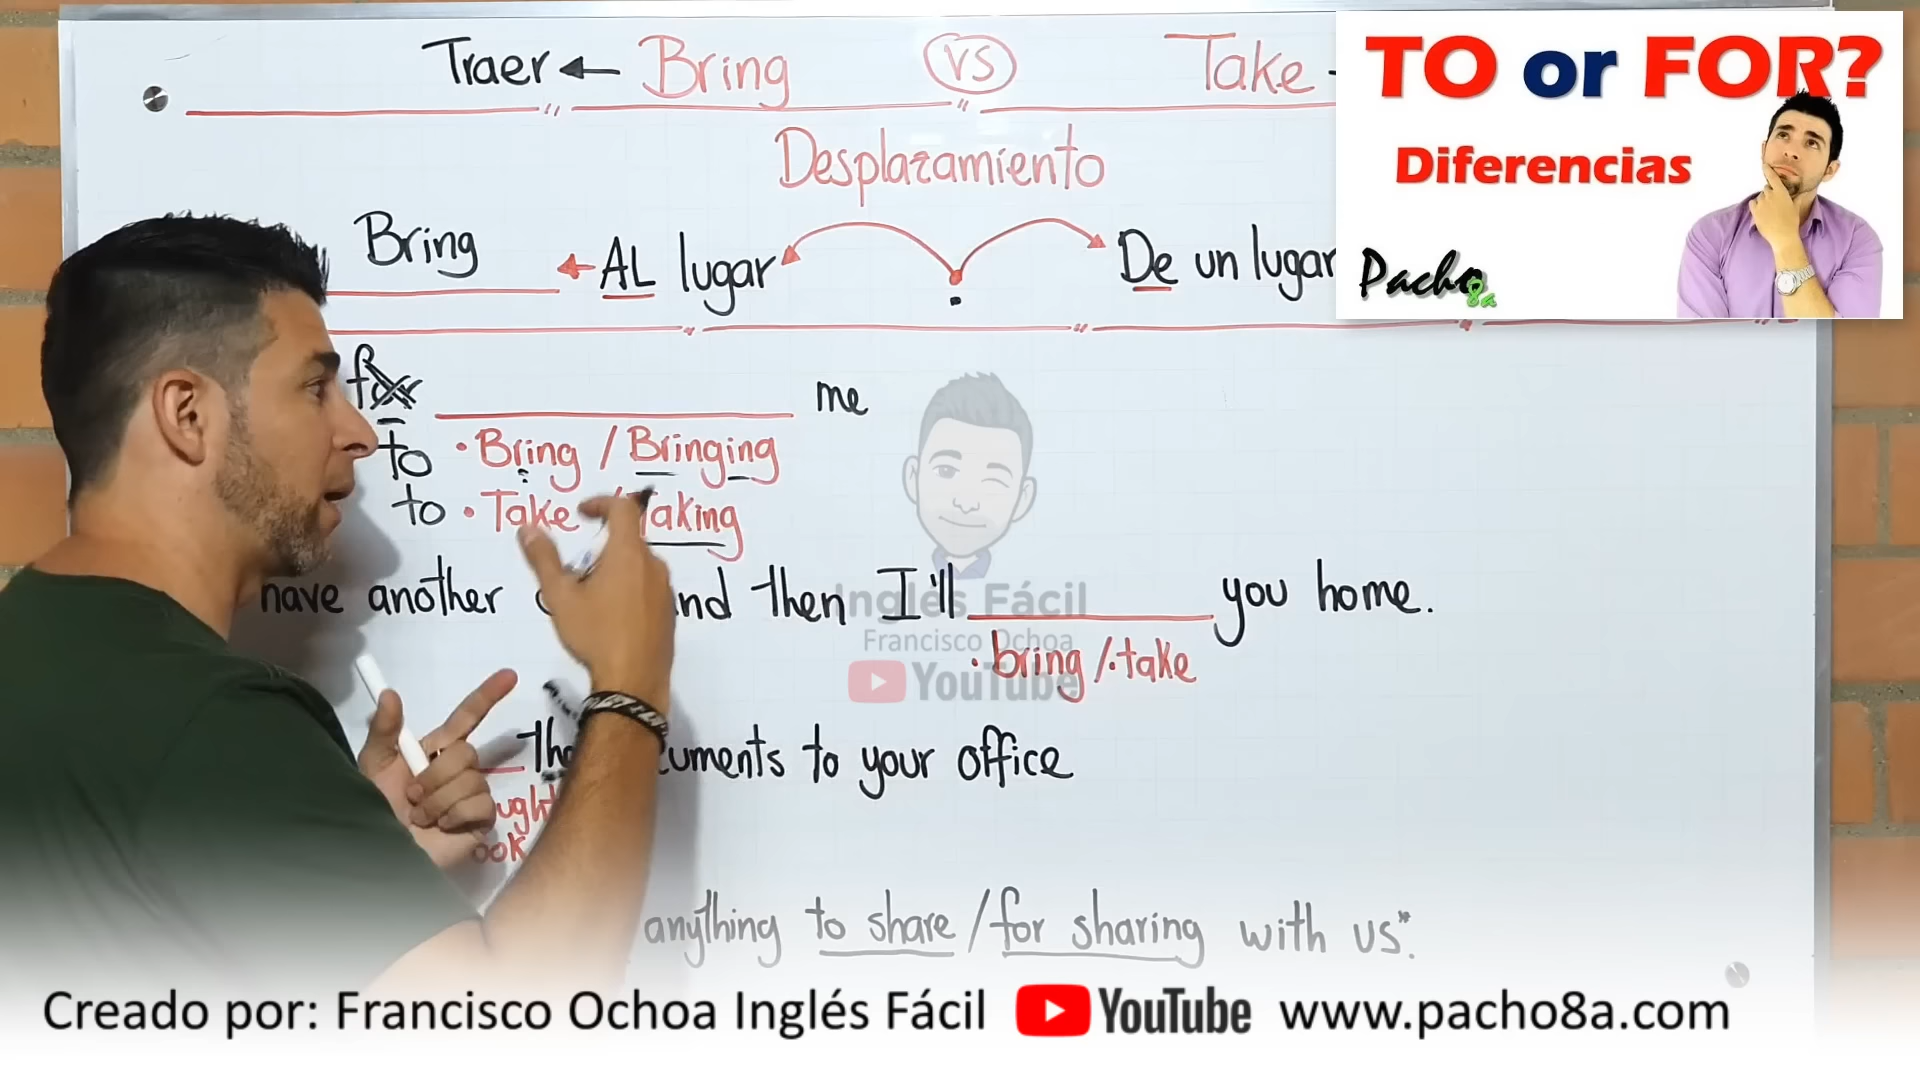 Traer ← Bring VS Take -
Desplazamiento
Bring ← AL lugar De un lugar
for me
to • Bring / Bringing
to • Take / Taking
have another and then I'll you home.
• bring / • take
documents to your office
anything to share / for sharing with us".
TO or FOR?
Diferencias
Pacho8a
Inglés Fácil
Francisco Ochoa
YouTube
Creado por: Francisco Ochoa Inglés Fácil YouTube www.pacho8a.com